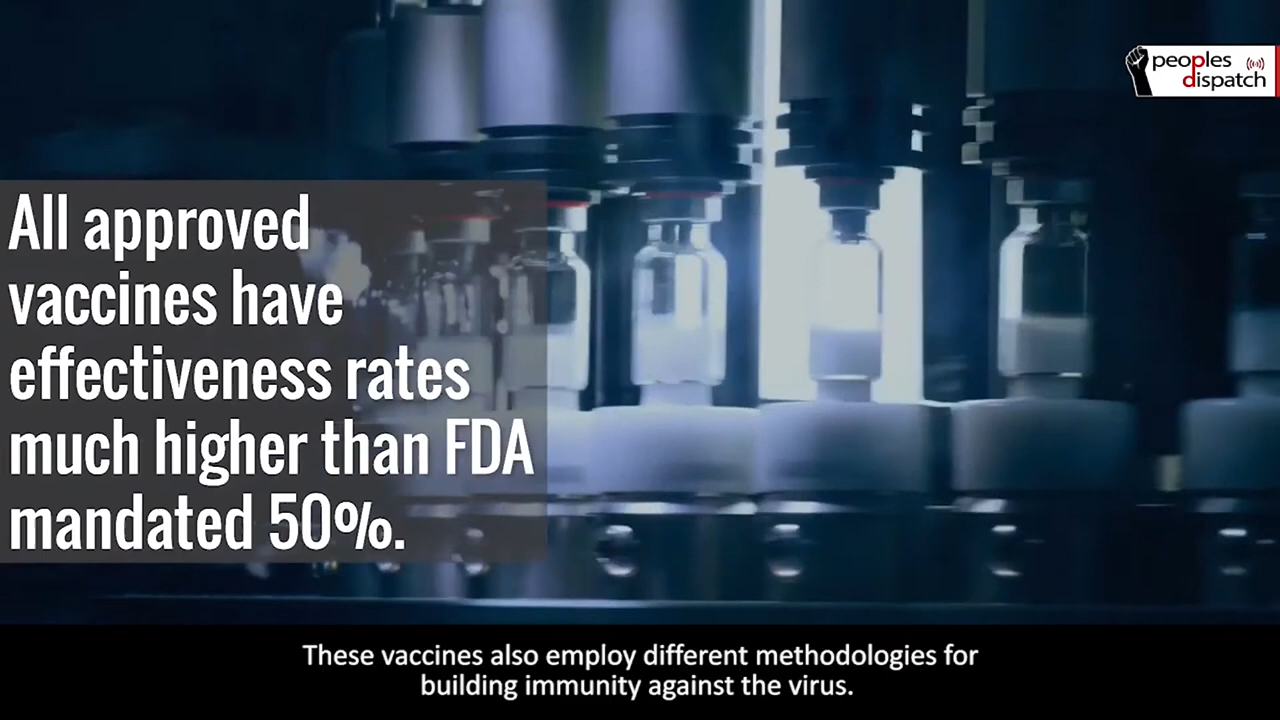 peoples
dispatch
All approved
vaccines have
effectiveness rates
much higher than FDA
mandated 50%.
These vaccines also employ different methodologies for
building immunity against the virus.